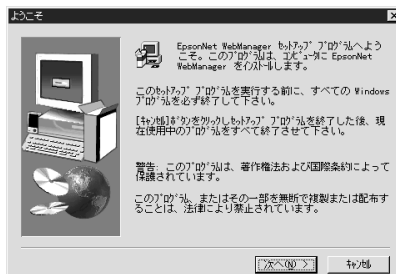 ようこそ
EpsonNet WebManager ｾｯﾄｱｯﾌﾟ ﾌﾟﾛｸﾞﾗﾑへよう
こそ。このﾌﾟﾛｸﾞﾗﾑは、ｺﾝﾋﾟｭｰﾀに EpsonNet
WebManager をｲﾝｽﾄｰﾙします。
このｾｯﾄｱｯﾌﾟ ﾌﾟﾛｸﾞﾗﾑを実行する前に、すべての Windows
ﾌﾟﾛｸﾞﾗﾑを必ず終了して下さい。
[ｷｬﾝｾﾙ]ﾎﾞﾀﾝをｸﾘｯｸしｾｯﾄｱｯﾌﾟ ﾌﾟﾛｸﾞﾗﾑを終了した後、現
在使用中のﾌﾟﾛｸﾞﾗﾑをすべて終了させて下さい。
警告: このﾌﾟﾛｸﾞﾗﾑは、著作権法および国際条約によって
保護されています。
このﾌﾟﾛｸﾞﾗﾑ、またはその一部を無断で複製または配布す
ることは、法律により禁止されています。
次へ(N) >
ｷｬﾝｾﾙ